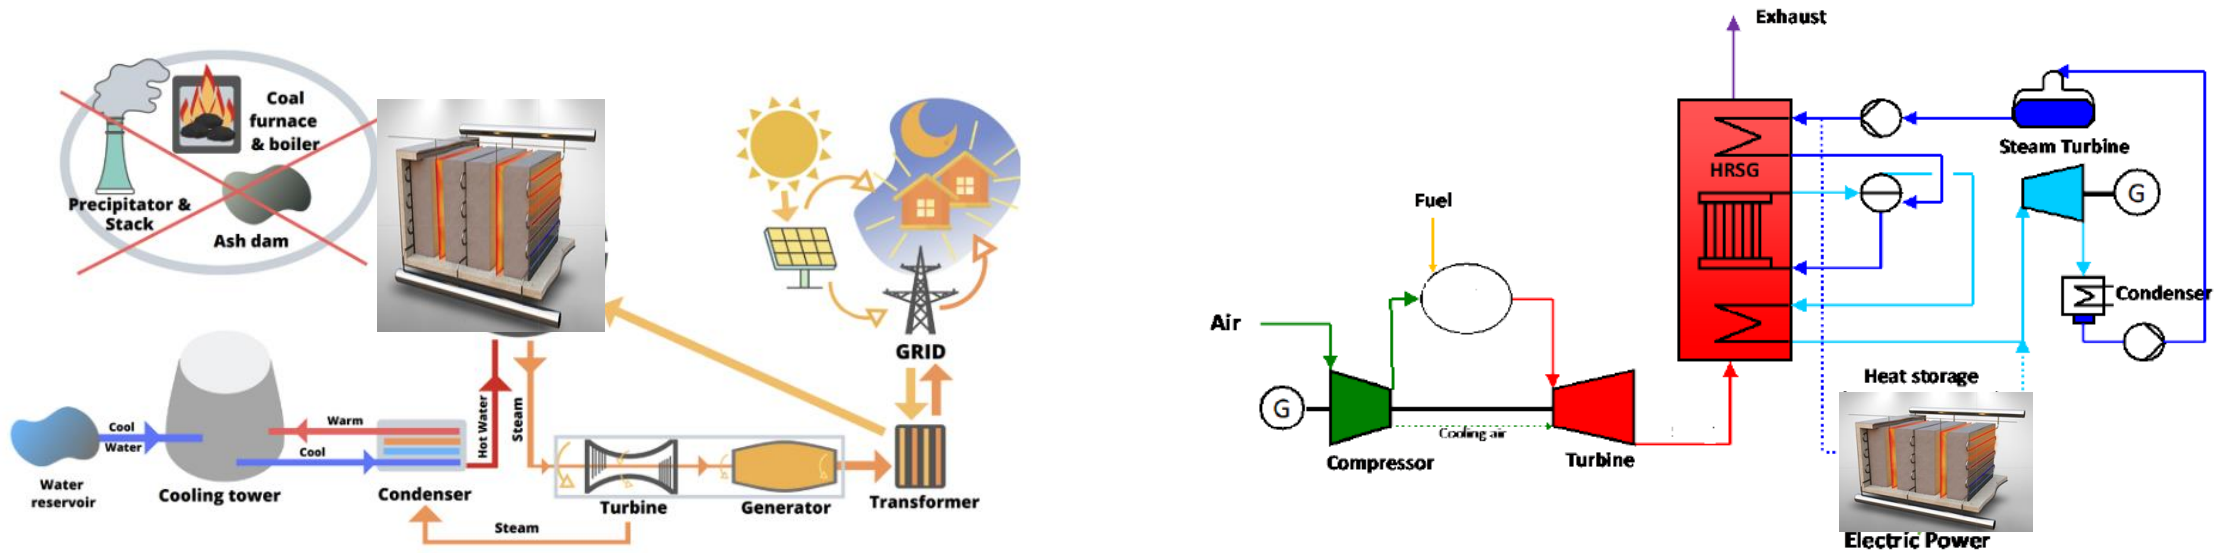 Coal
furnace
& boiler
Precipitator &
Stack
Ash dam
GRID
Cool
Water
Warm
Cool
Hot Water
Steam
Water
reservoir
Cooling tower
Condenser
Turbine
Generator
Transformer
Steam
Exhaust
Steam Turbine
HRSG
G
Fuel
Condenser
Air
Heat storage
G
Cooling air
Compressor
Turbine
Electric Power